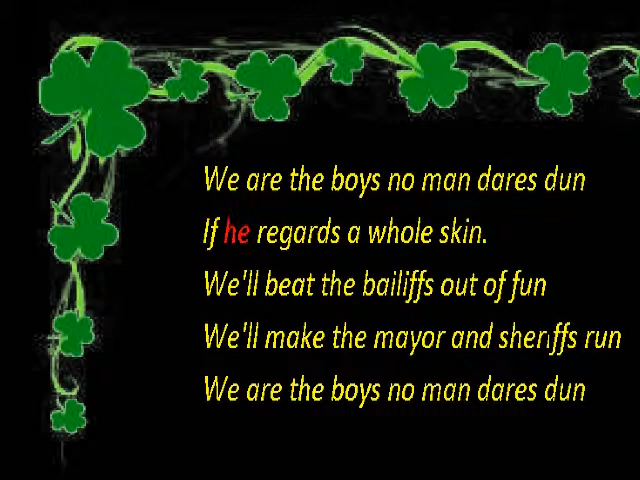 We are the boys no man dares dun
If he regards a whole skin.
We'll beat the bailiffs out of fun
We'll make the mayor and sheriffs run
We are the boys no man dares dun